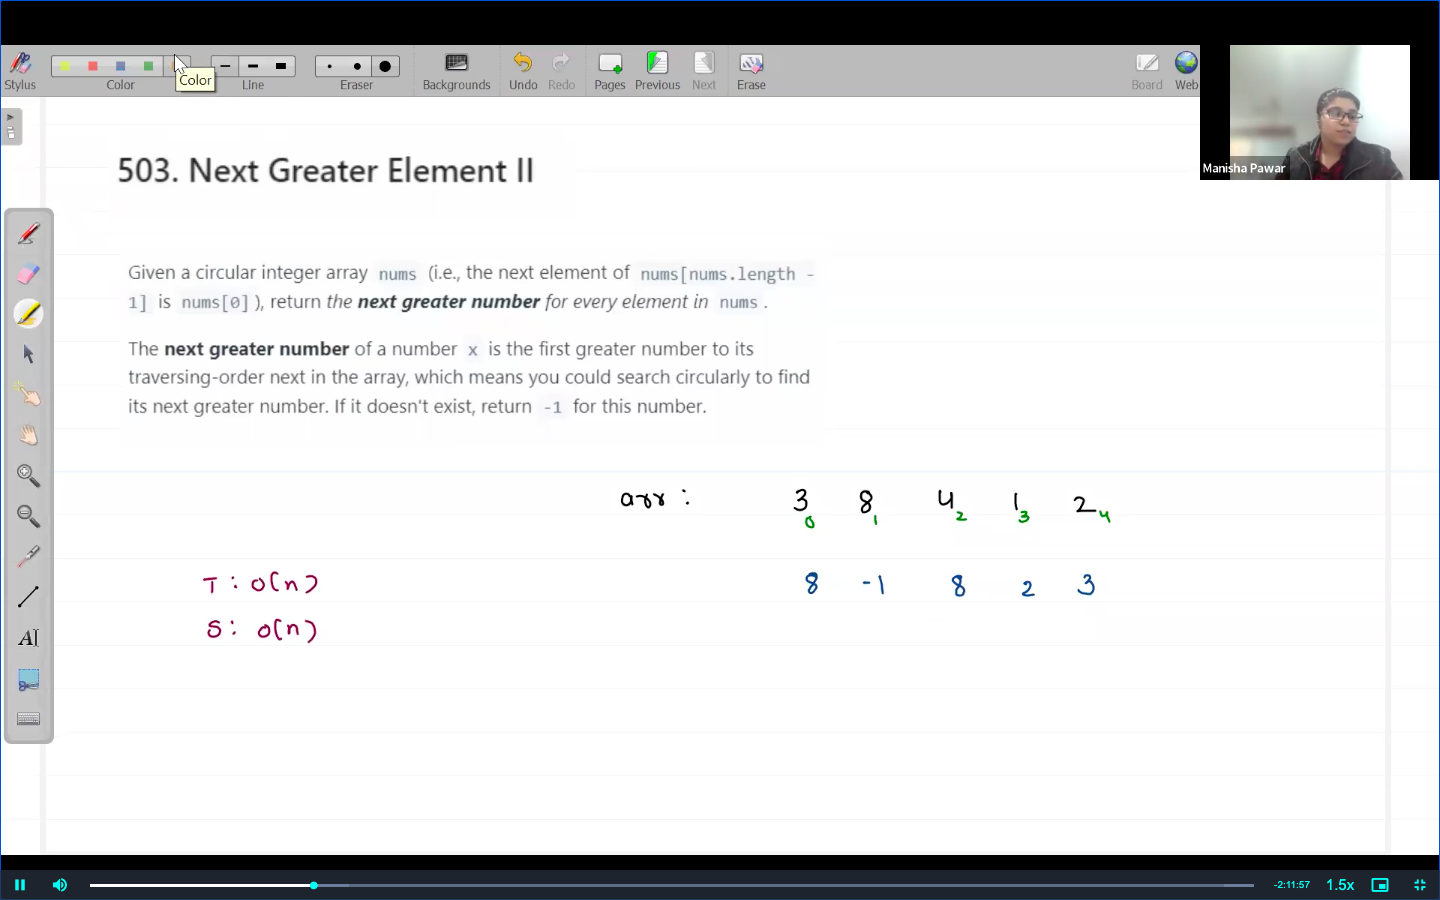 Stylus
Color
Color
Line
Eraser
Backgrounds
Undo
Redo
Pages
Previous
Next
Erase
Board
Web
Manisha Pawar
503. Next Greater Element II
Given a circular integer array nums (i.e., the next element of nums[nums.length -
1] is nums[0] ), return the next greater number for every element in nums .
The next greater number of a number x is the first greater number to its
traversing-order next in the array, which means you could search circularly to find
its next greater number. If it doesn't exist, return -1 for this number.
arr : 3 8 4 1 2
0 1 2 3 4
T : O(n) 8 -1 8 2 3
S : O(n)
AI
-2:11:57 1.5x